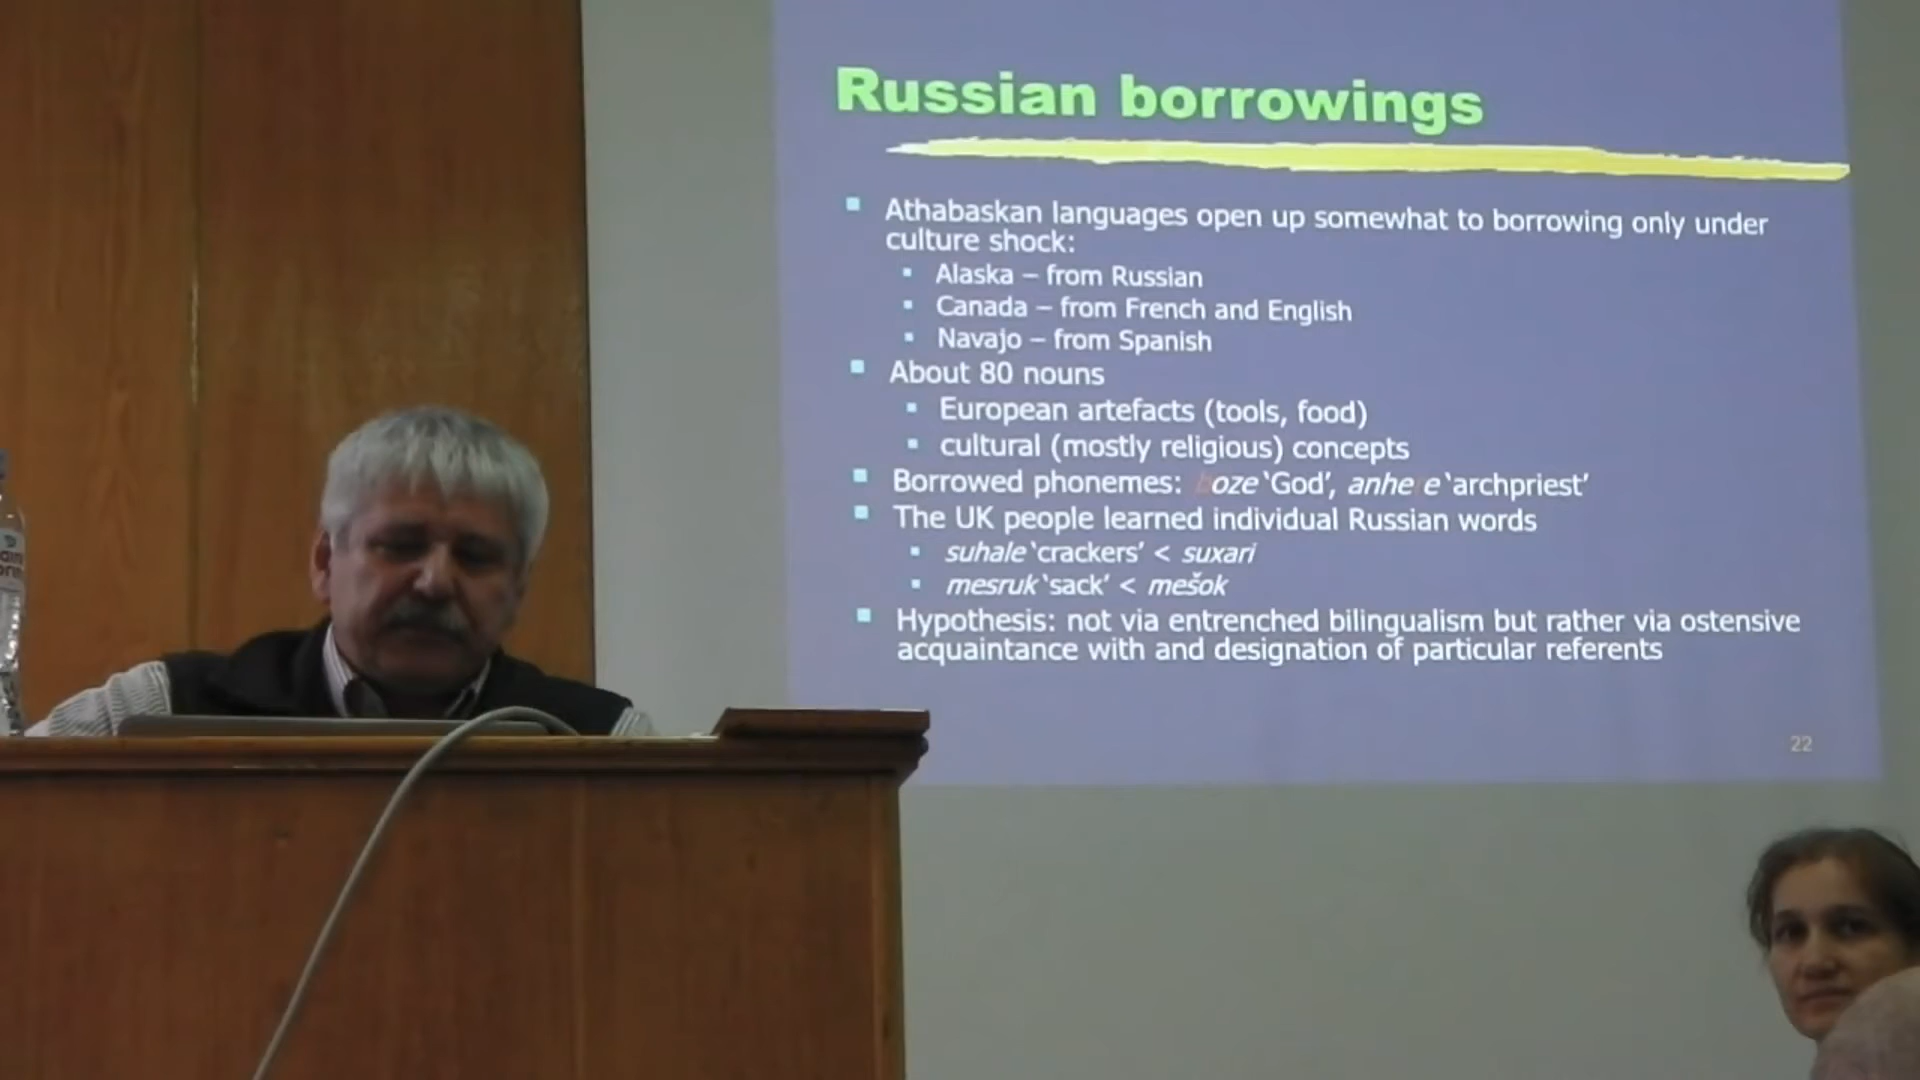 Russian borrowings
Athabaskan languages open up somewhat to borrowing only under
culture shock:
Alaska – from Russian
Canada – from French and English
Navajo – from Spanish
About 80 nouns
European artefacts (tools, food)
cultural (mostly religious) concepts
Borrowed phonemes: boze 'God', 'archpriest'
The UK people learned individual Russian words
suhale 'crackers' < suxari
mesruk 'sack' < mešok
Hypothesis: not via entrenched bilingualism but rather via ostensive
acquaintance with and designation of particular referents
22